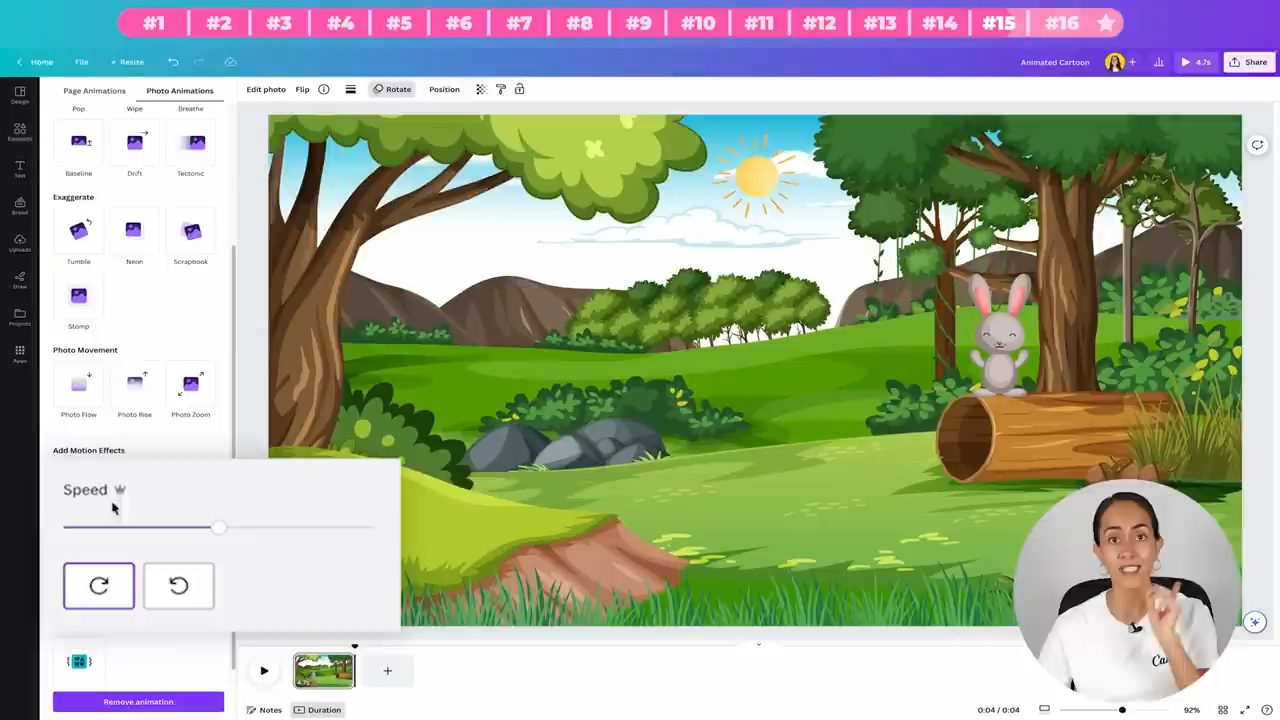 #1 #2 #3 #4 #5 #6 #7 #8 #9 #10 #11 #12 #13 #14 #15 #16
Home File Resize Animated Cartoon + 4.7s Share
Page Animations Photo Animations
Edit photo Flip Rotate Position
Design
Elements
Text
Brand
Uploads
Draw
Projects
Apps
Pop Wipe Breathe
Baseline Drift Tectonic
Exaggerate
Tumble Neon Scrapbook
Stomp
Photo Movement
Photo Flow Photo Rise Photo Zoom
Add Motion Effects
Speed
Remove animation
4.7s
+
Notes Duration 0:04 / 0:04 92%